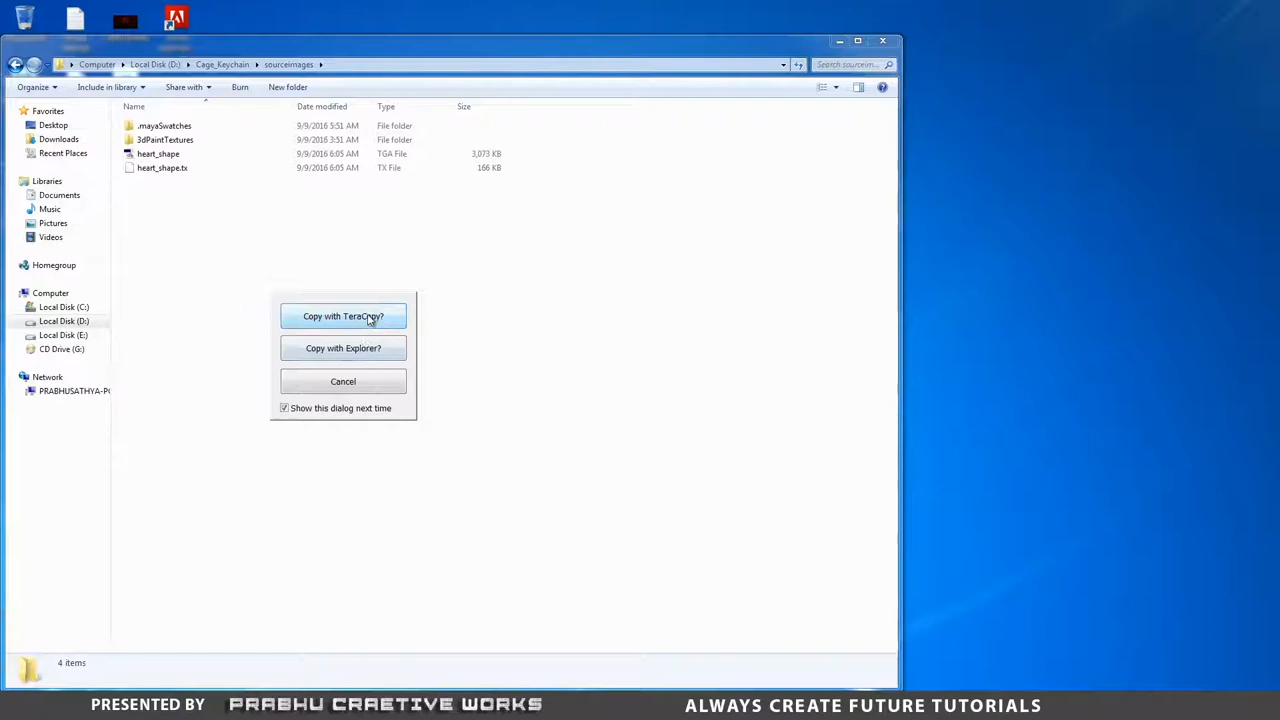 Computer Local Disk (D:) Cage_Keychain sourceimages Search sourceim...
Organize Include in library Share with Burn New folder
Name Date modified Type Size
Favorites
Desktop
Downloads
Recent Places
Libraries
Documents
Music
Pictures
Videos
Homegroup
Computer
Local Disk (C:)
Local Disk (D:)
Local Disk (E:)
CD Drive (G:)
Network
PRABHUSATHYA-PC
.mayaSwatches 9/9/2016 5:51 AM File folder
3dPaintTextures 9/9/2016 3:51 AM File folder
heart_shape 9/9/2016 6:05 AM TGA File 3,073 KB
heart_shape.tx 9/9/2016 6:05 AM TX File 166 KB
Copy with TeraCopy?
Copy with Explorer?
Cancel
Show this dialog next time
4 items
PRESENTED BY PRABHU CRAETIVE WORKS ALWAYS CREATE FUTURE TUTORIALS